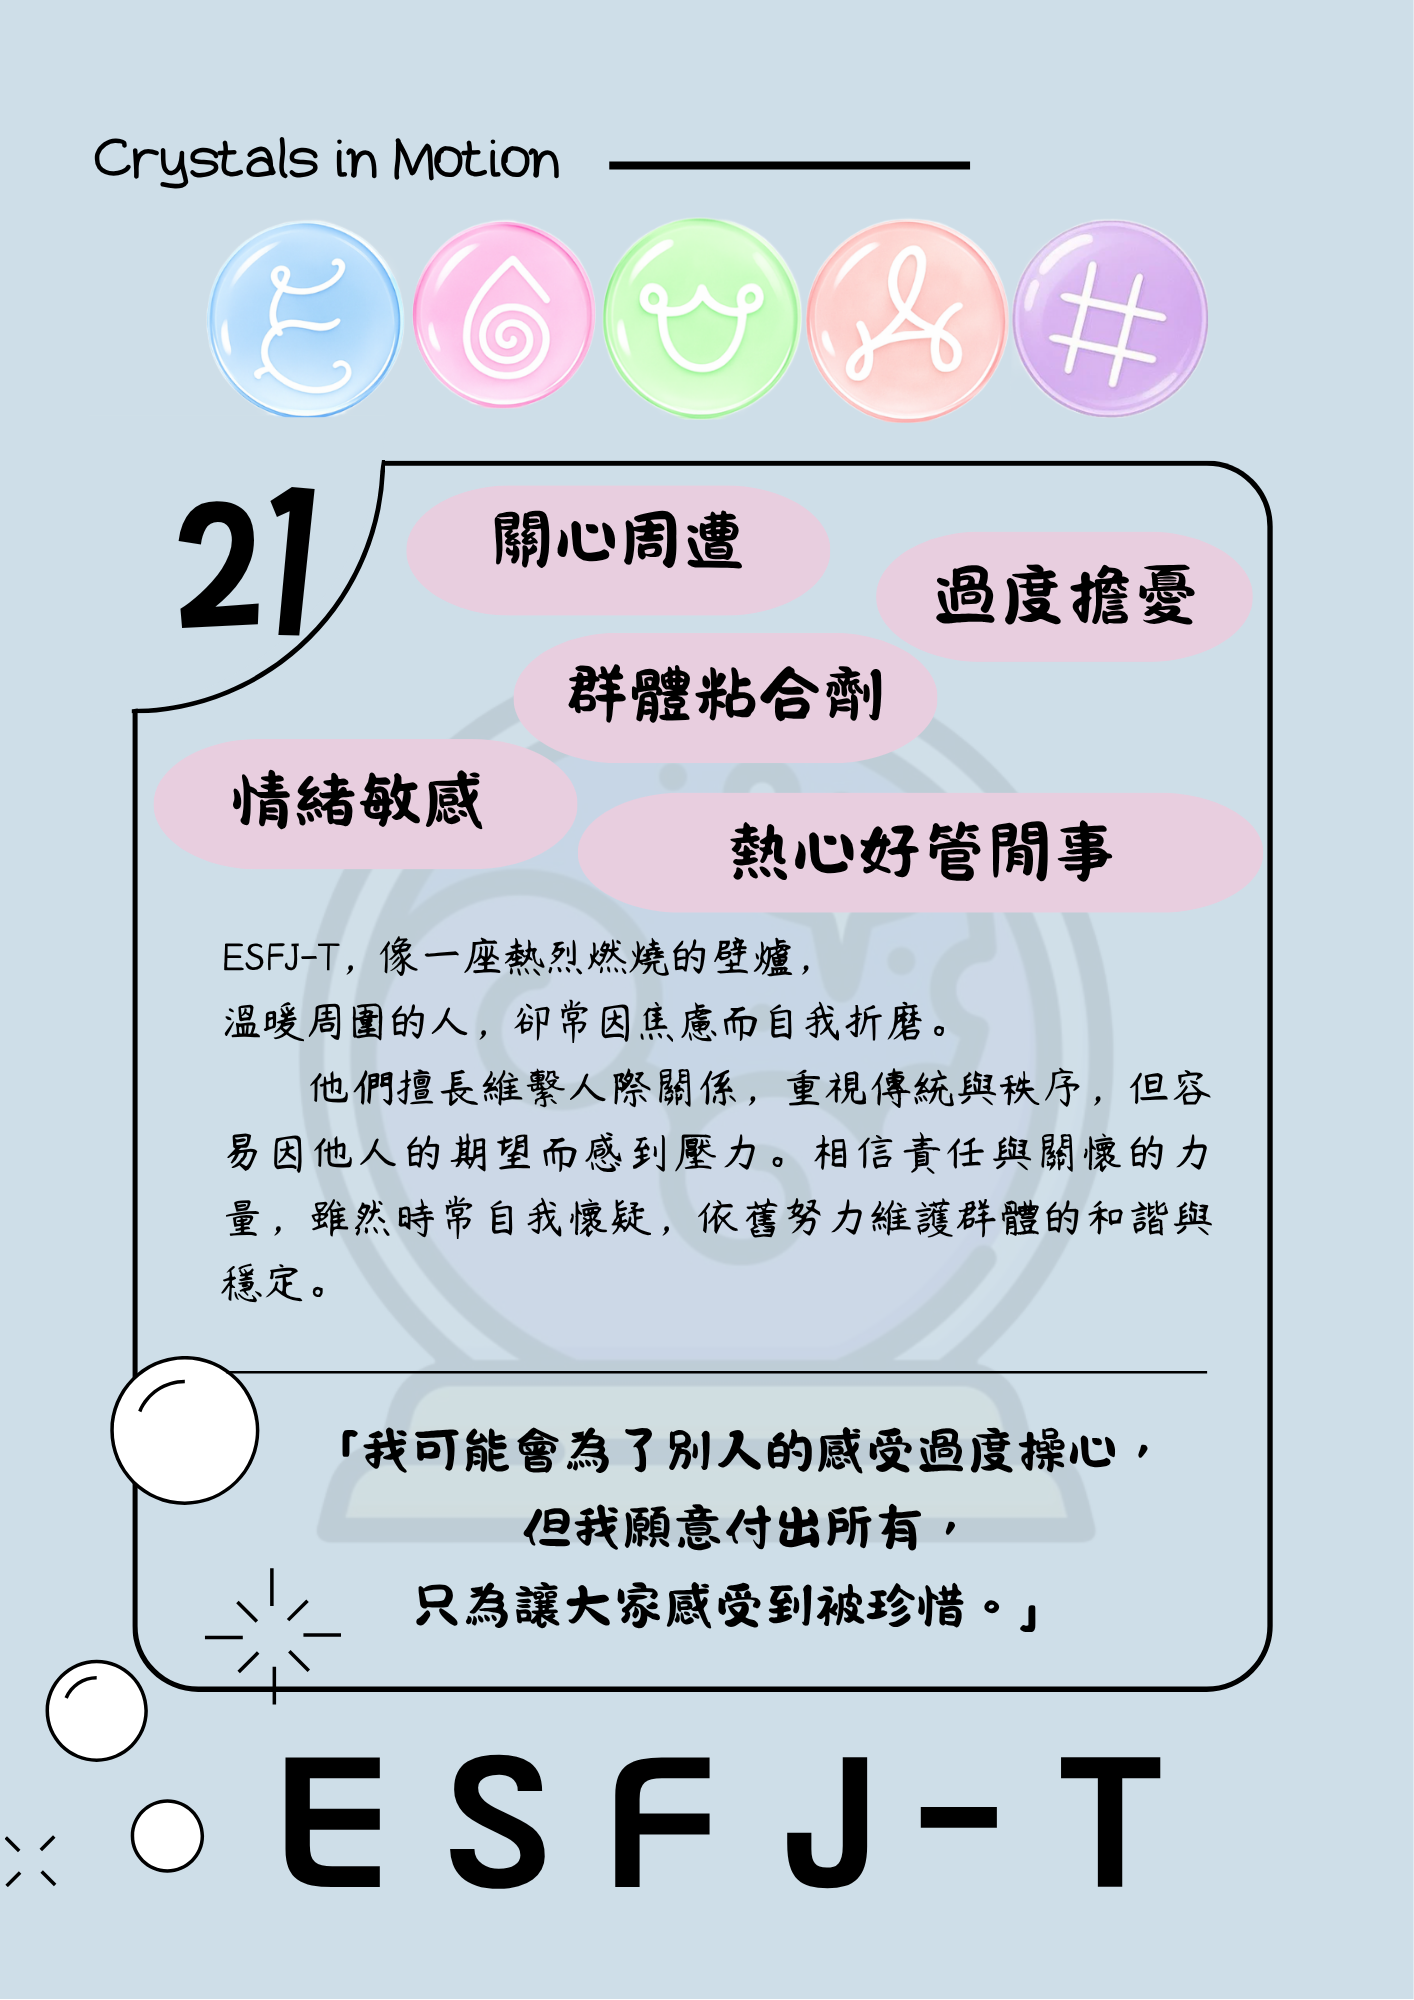 Crystals in Motion
21
關心周遭
過度擔憂
群體粘合劑
情緒敏感
熱心好管閒事
ESFJ-T，像一座熱烈燃燒的壁爐，
溫暖周圍的人，卻常因焦慮而自我折磨。
他們擅長維繫人際關係，重視傳統與秩序，但容
易因他人的期望而感到壓力。相信責任與關懷的力
量，雖然時常自我懷疑，依舊努力維護群體的和諧與
穩定。
「我可能會為了別人的感受過度操心，
但我願意付出所有，
只為讓大家感受到被珍惜。」
ESFJ-T